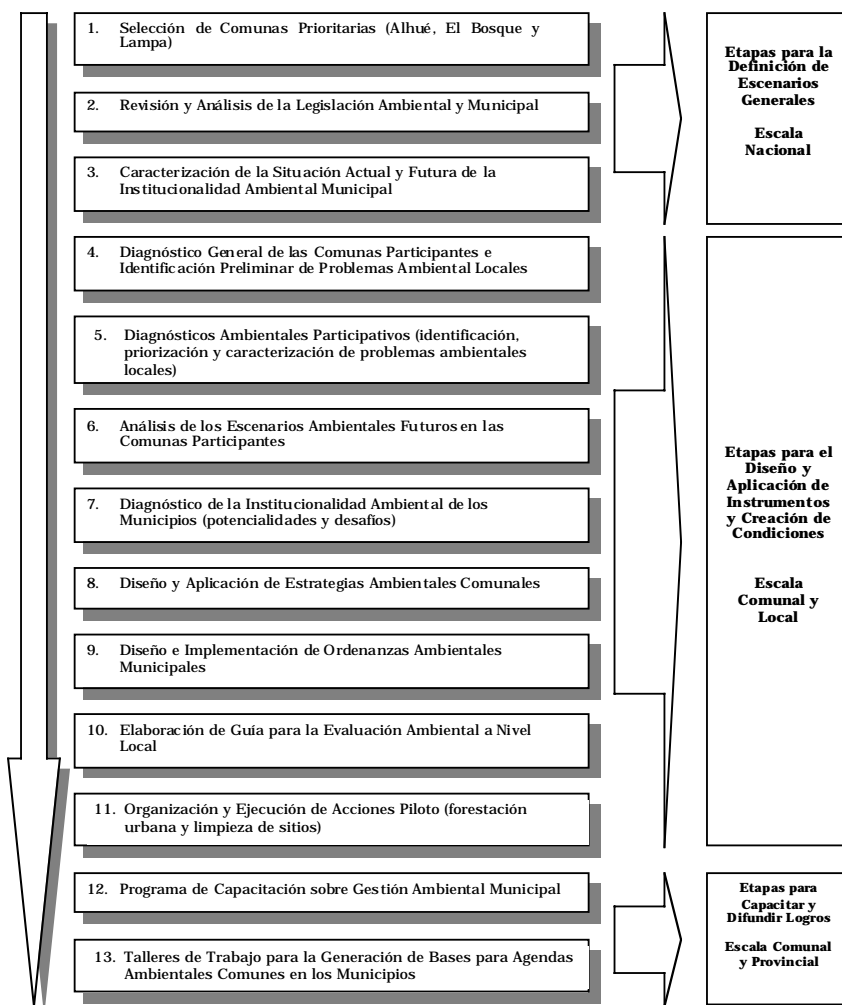 1. Selección de Comunas Prioritarias (Alhué, El Bosque y
Lampa)
2. Revisión y Análisis de la Legislación Ambiental y Municipal
3. Caracterización de la Situación Actual y Futura de la
Institucionalidad Ambiental Municipal
Etapas para la
Definición de
Escenarios
Generales
Escala
Nacional
4. Diagnóstico General de las Comunas Participantes e
Identificación Preliminar de Problemas Ambiental Locales
5. Diagnósticos Ambientales Participativos (identificación,
priorización y caracterización de problemas ambientales
locales)
6. Análisis de los Escenarios Ambientales Futuros en las
Comunas Participantes
7. Diagnóstico de la Institucionalidad Ambiental de los
Municipios (potencialidades y desafíos)
8. Diseño y Aplicación de Estrategias Ambientales Comunales
9. Diseño e Implementación de Ordenanzas Ambientales
Municipales
10. Elaboración de Guía para la Evaluación Ambiental a Nivel
Local
11. Organización y Ejecución de Acciones Piloto (forestación
urbana y limpieza de sitios)
Etapas para el
Diseño y
Aplicación de
Instrumentos
y Creación de
Condiciones
Escala
Comunal y
Local
12. Programa de Capacitación sobre Gestión Ambiental Municipal
13. Talleres de Trabajo para la Generación de Bases para Agendas
Ambientales Comunes en los Municipios
Etapas para
Capacitar y
Difundir Logros
Escala Comunal
y Provincial